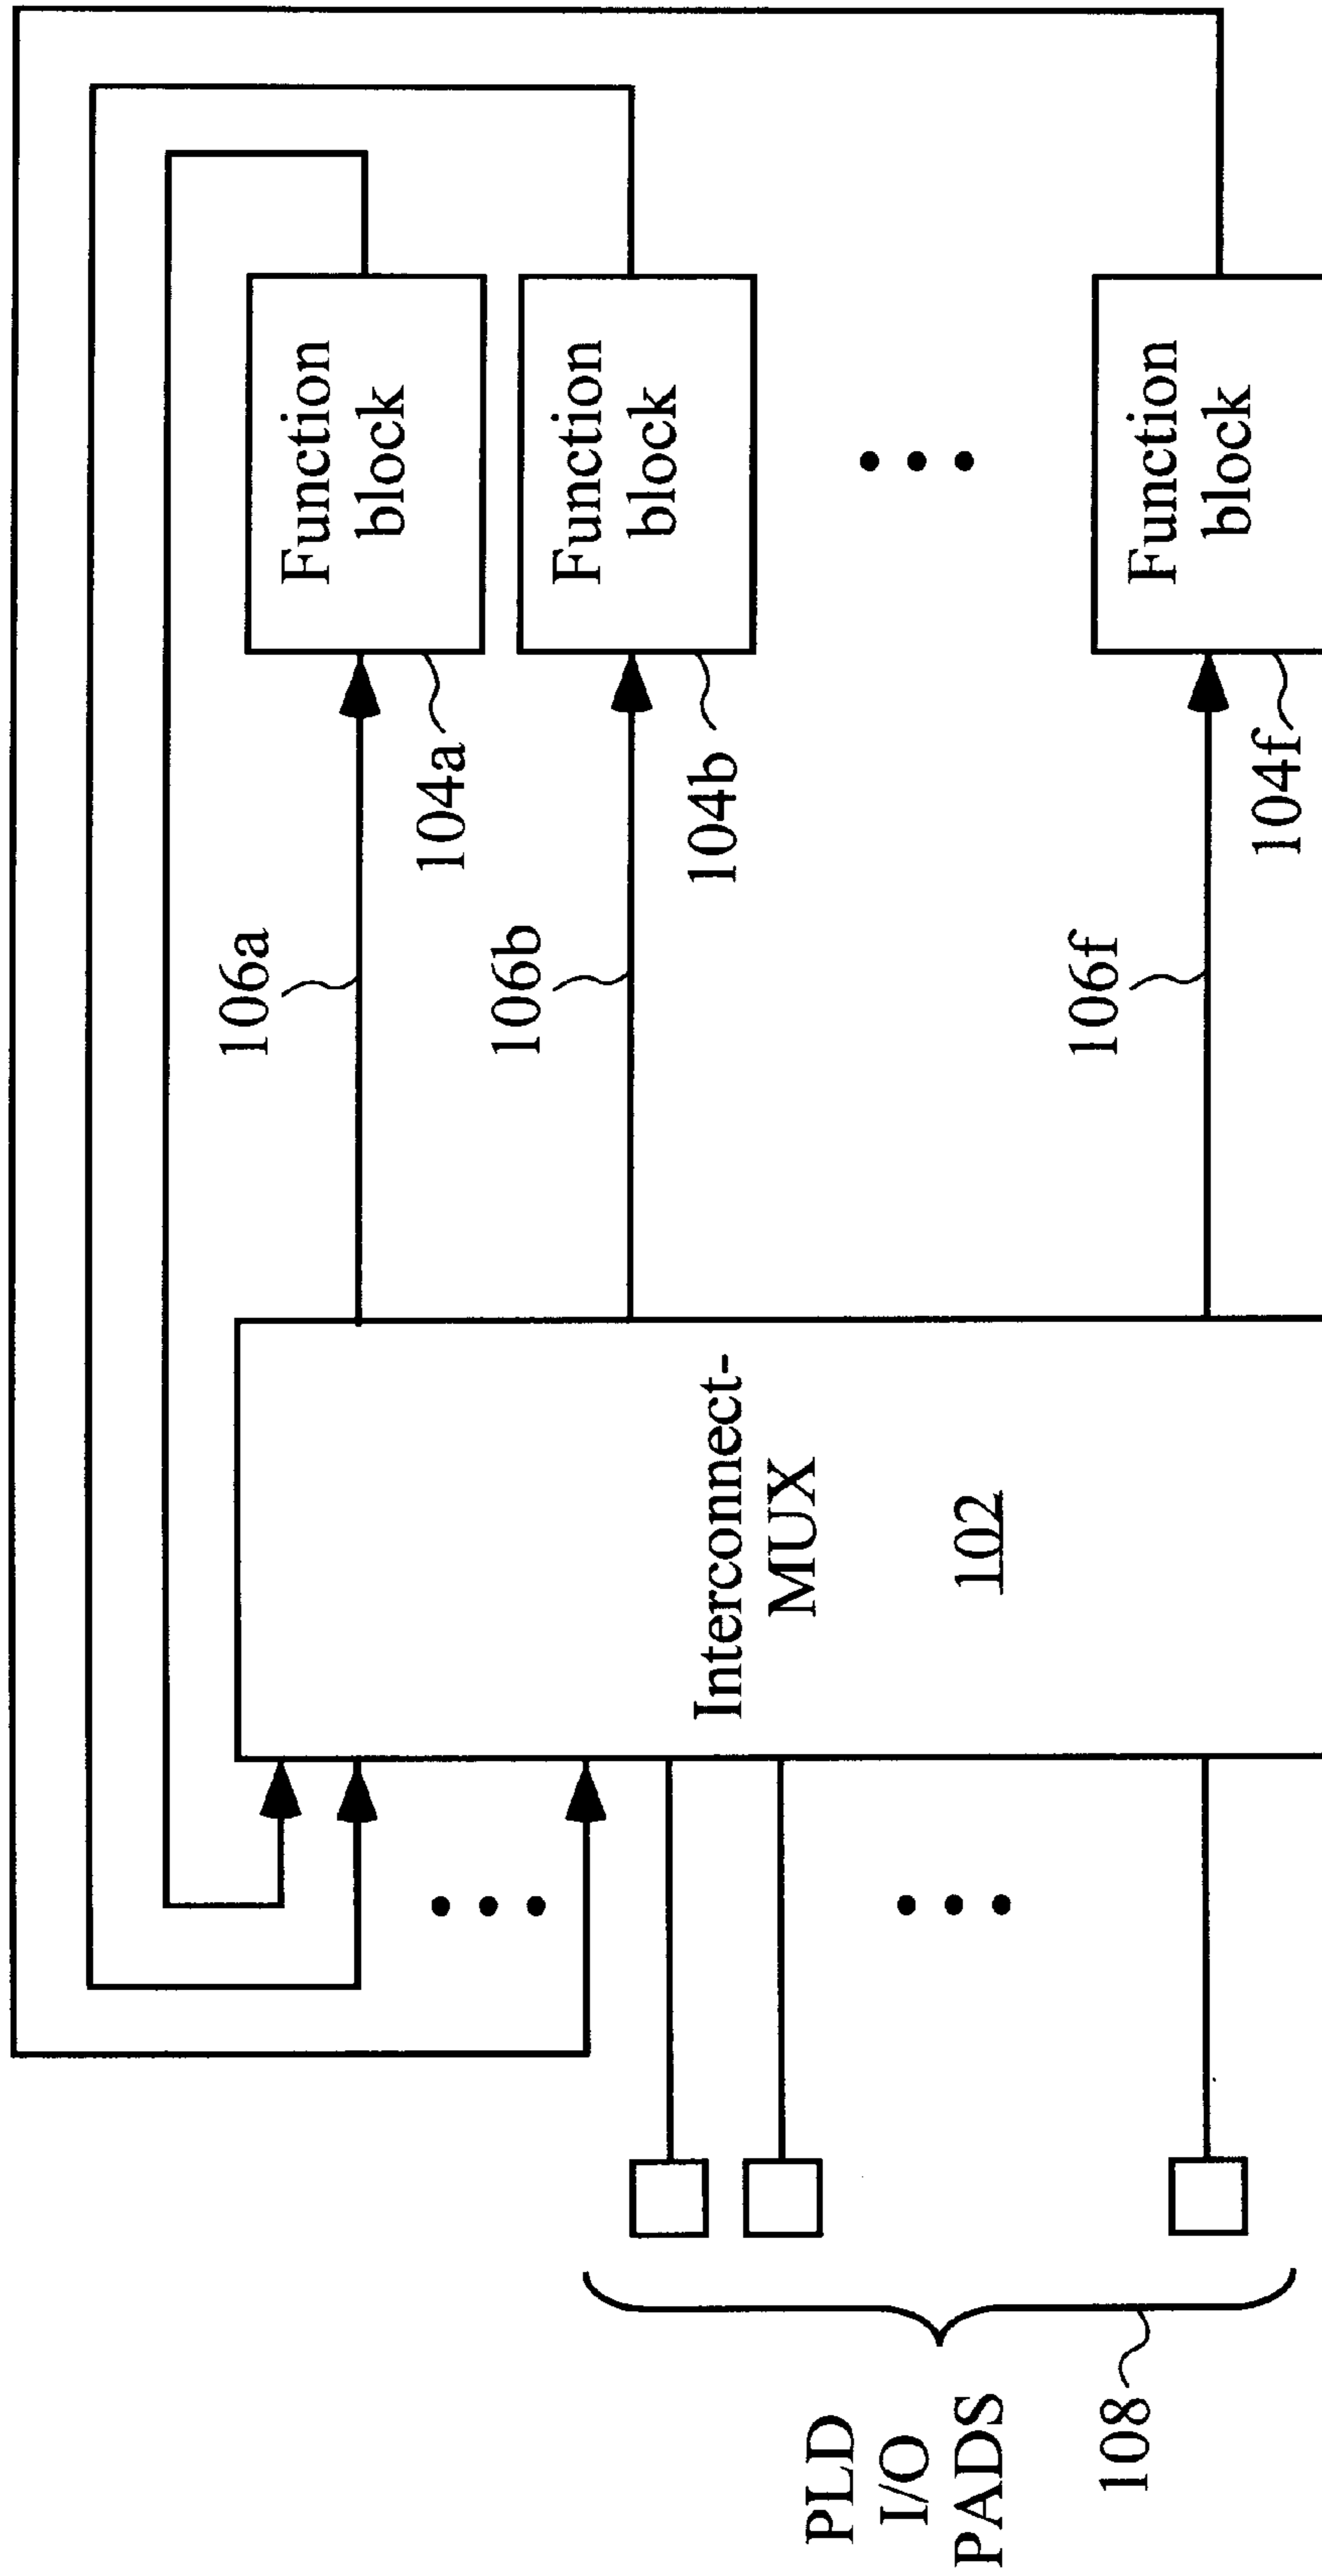 Function
block
104a
106a
Function
block
104b
106b
Function
block
104f
106f
Interconnect-
MUX
102
PLD
I/O
PADS
108